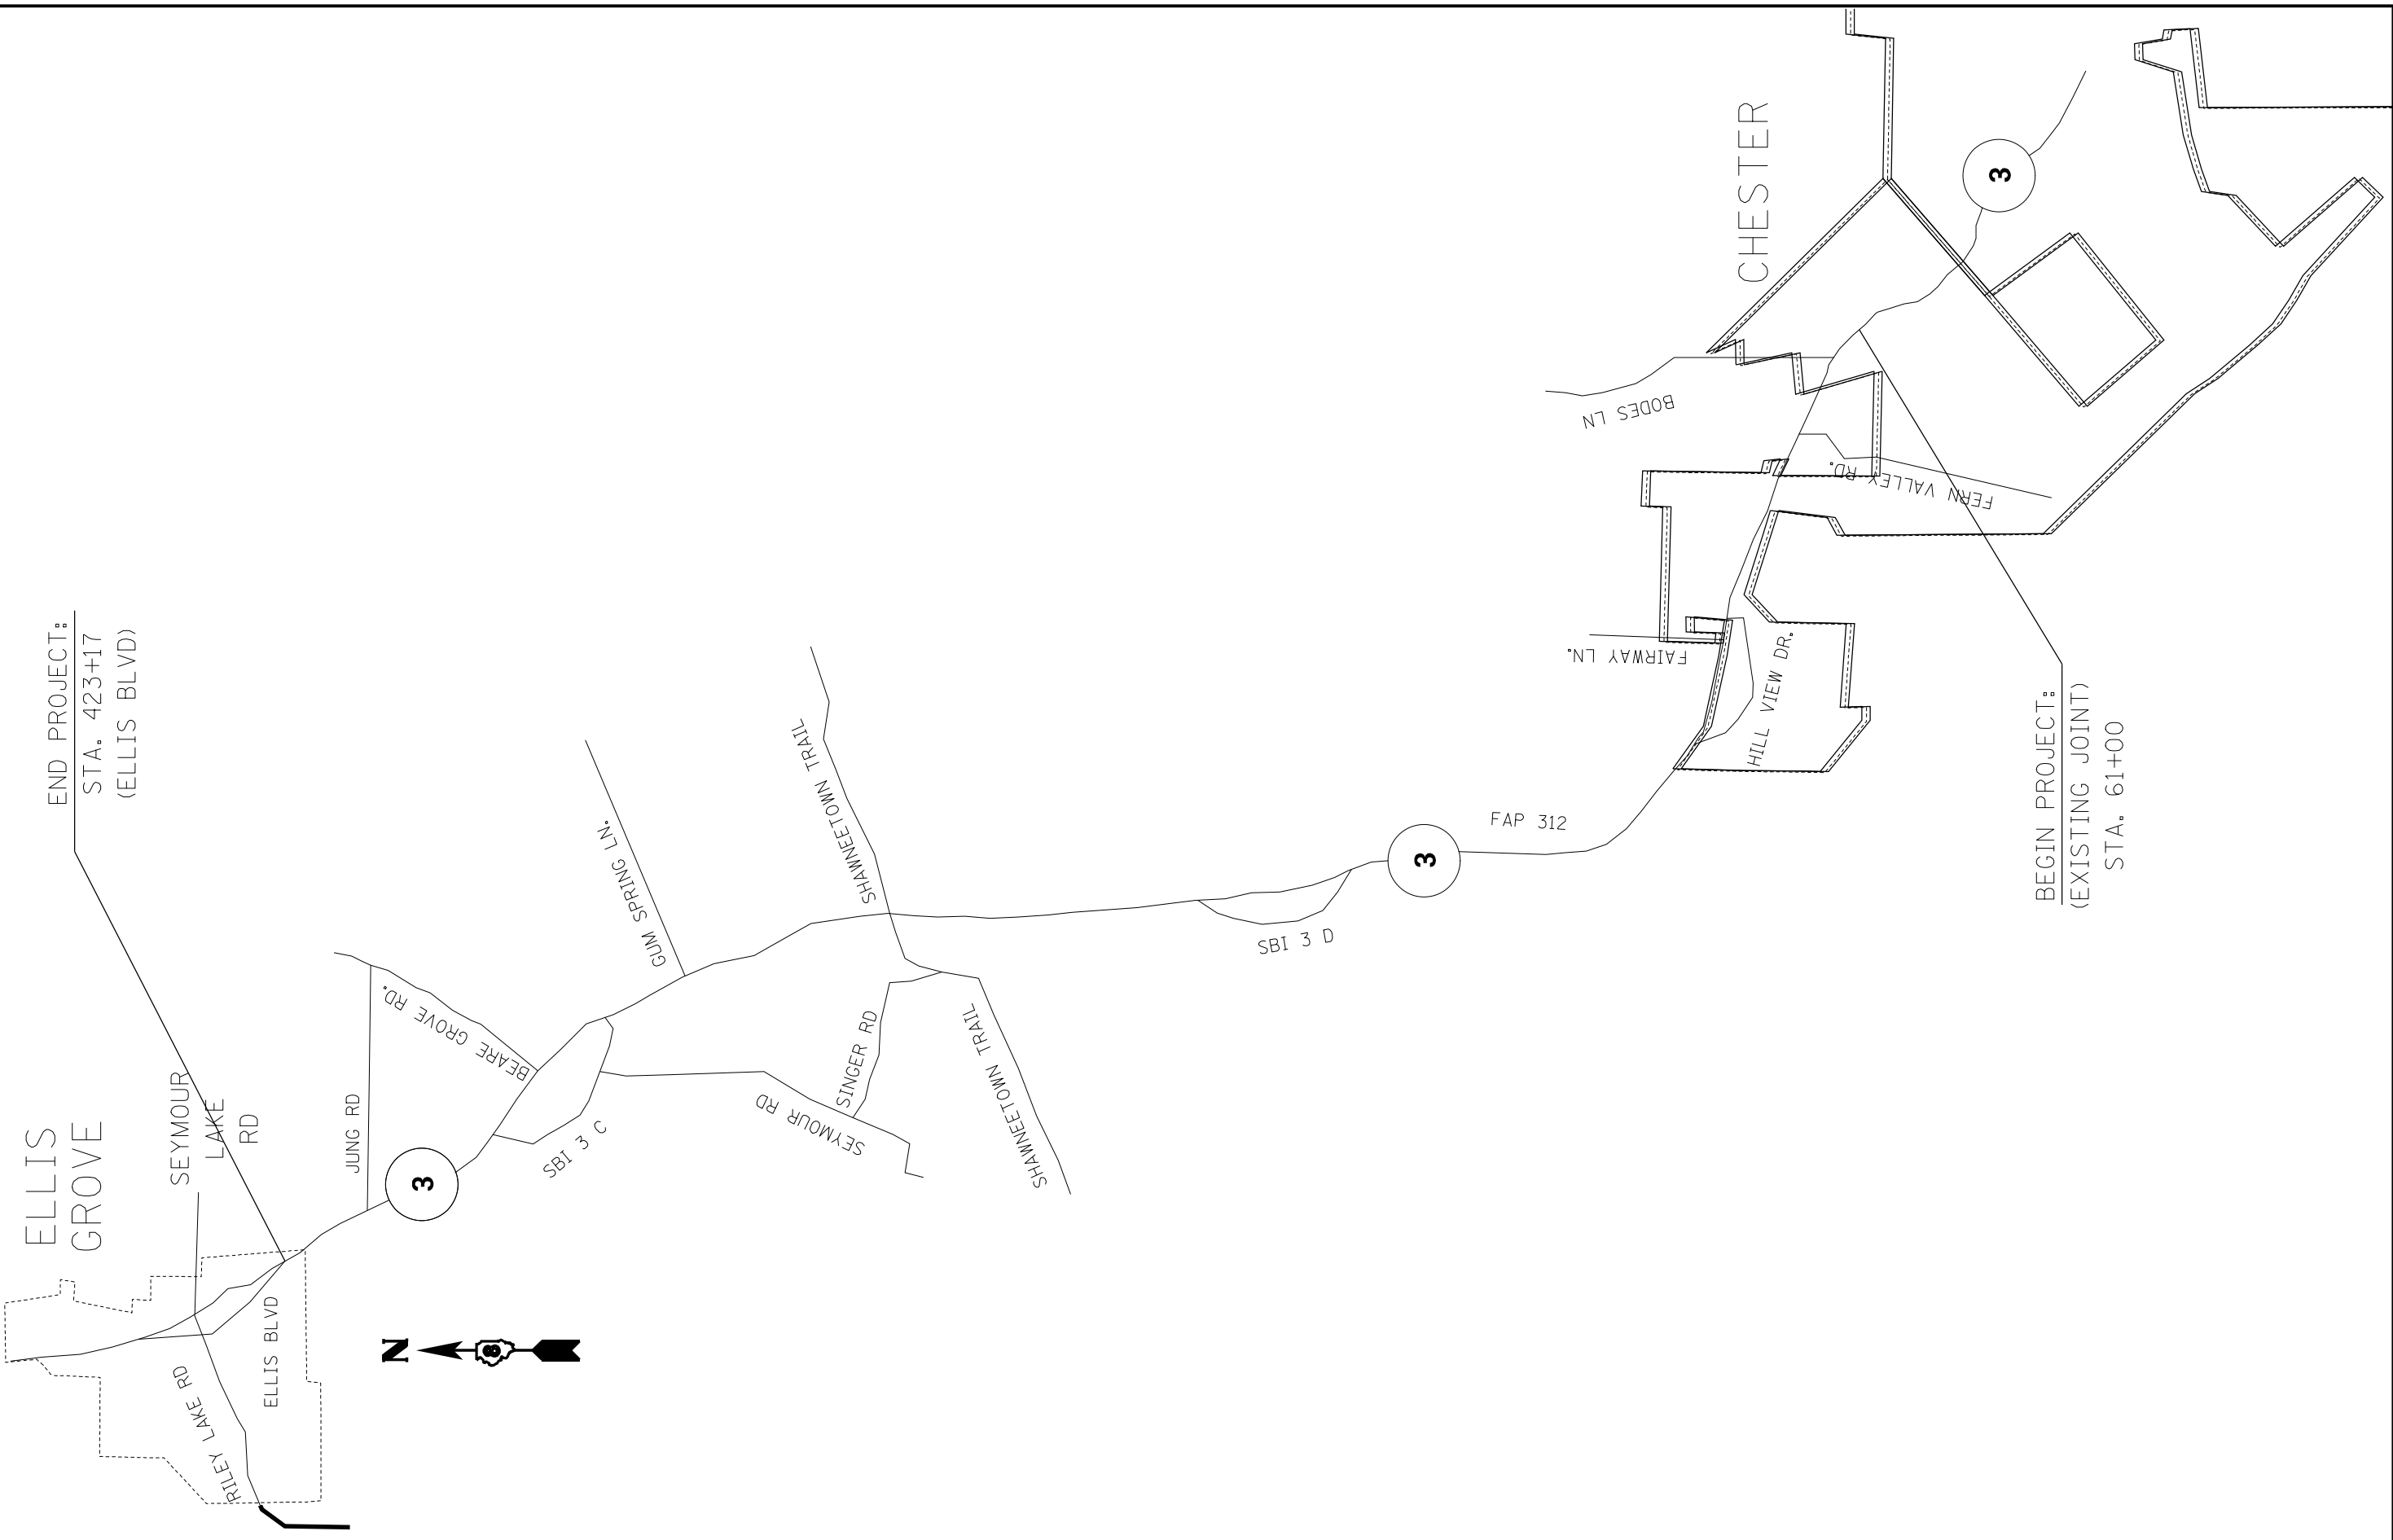 ELLIS
GROVE
END PROJECT:
STA. 423+17
(ELLIS BLVD)
SEYMOUR
LAKE
RD
RILEY LAKE RD
ELLIS BLVD
JUNG RD
3
BEARE GROVE RD.
SBI 3 C
N
8
GUM SPRING LN.
SEYMOUR RD
SINGER RD
SHAWNEETOWN TRAIL
SHAWNEETOWN TRAIL
SBI 3 D
3
FAP 312
FAIRWAY LN.
HILL VIEW DR.
BODES LN
FERN VALLEY RD.
CHESTER
3
BEGIN PROJECT:
(EXISTING JOINT)
STA. 61+00